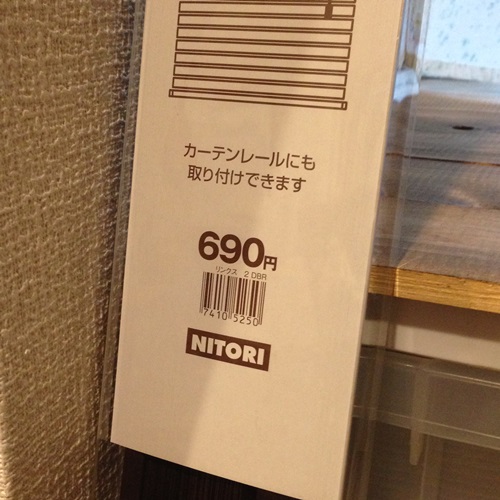 カーテンレールにも
取り付けできます
690円
リンクス 2 DBR
7410 5250
NITORI